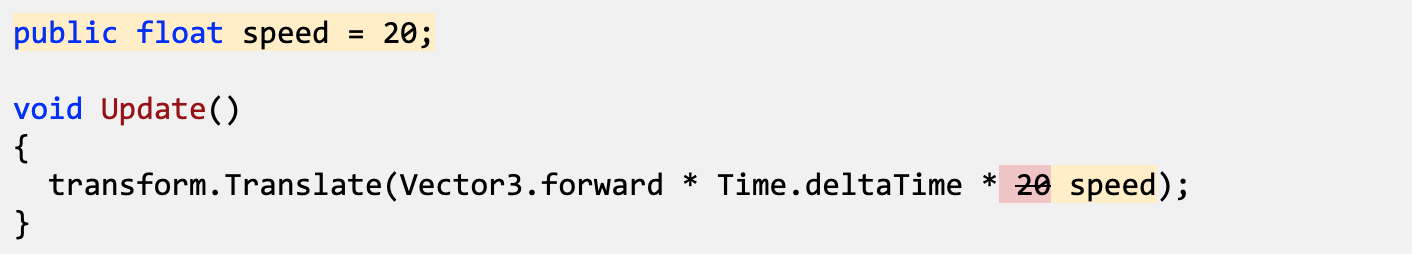 public float speed = 20;
void Update()
{
transform.Translate(Vector3.forward * Time.deltaTime * 20 speed);
}